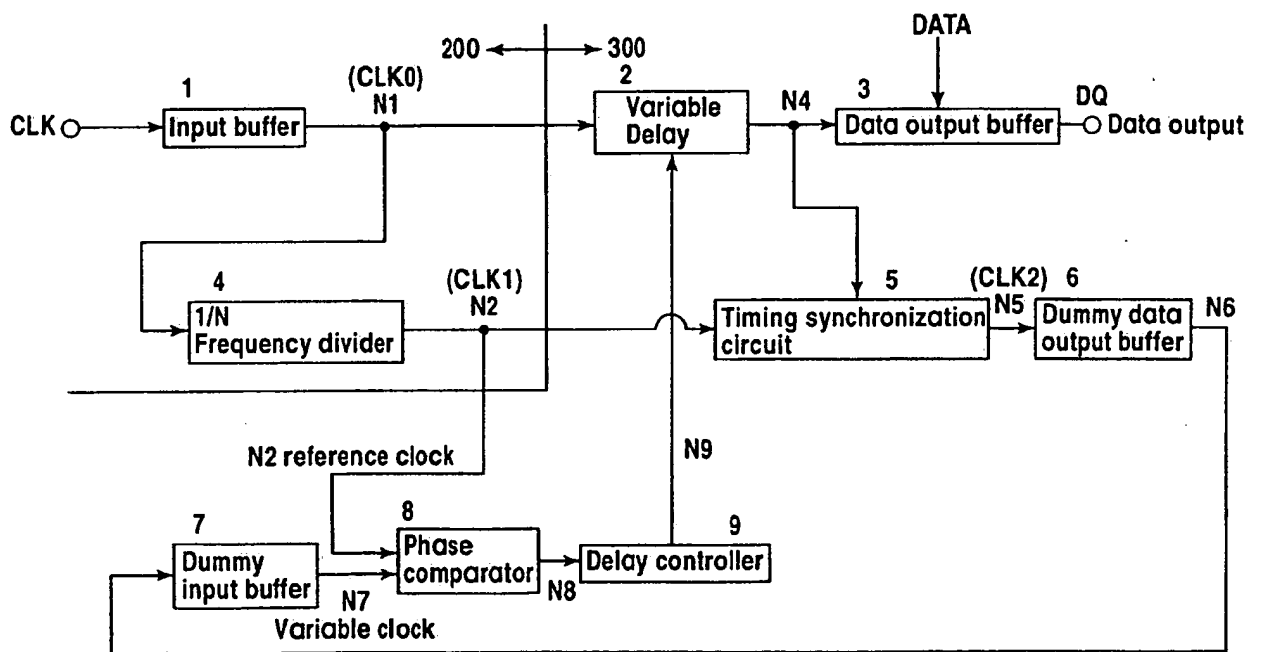 200
300
DATA
1
(CLK0)
N1
2
3
N4
DQ
CLK
Input buffer
Variable
Delay
Data output buffer
Data output
4
(CLK1)
N2
5
(CLK2)
N5
6
N6
1/N
Frequency divider
Timing synchronization
circuit
Dummy data
output buffer
N2 reference clock
N9
7
8
9
Dummy
input buffer
Phase
comparator
Delay controller
N7
Variable clock
N8